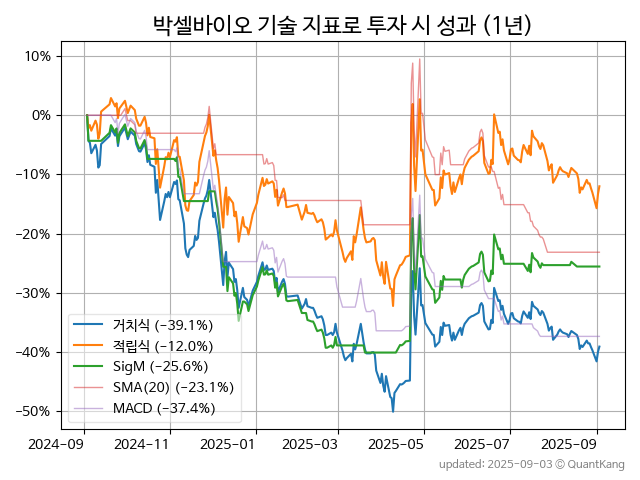 박셀바이오 기술 지표로 투자 시 성과 (1년)
10%
0%
−10%
−20%
−30%
−40%
−50%
거치식 (−39.1%)
적립식 (−12.0%)
SigM (−25.6%)
SMA(20) (−23.1%)
MACD (−37.4%)
2024−09
2024−11
2025−01
2025−03
2025−05
2025−07
2025−09
updated: 2025−09−03 © QuantKang